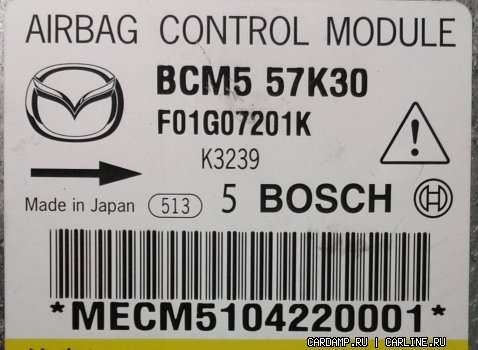 AIRBAG CONTROL MODULE
BCM5 57K30
F01G07201K
K3239
Made in Japan 513 5 BOSCH
*MECM5104220001*
CARDAMP.RU | CARLINE.RU